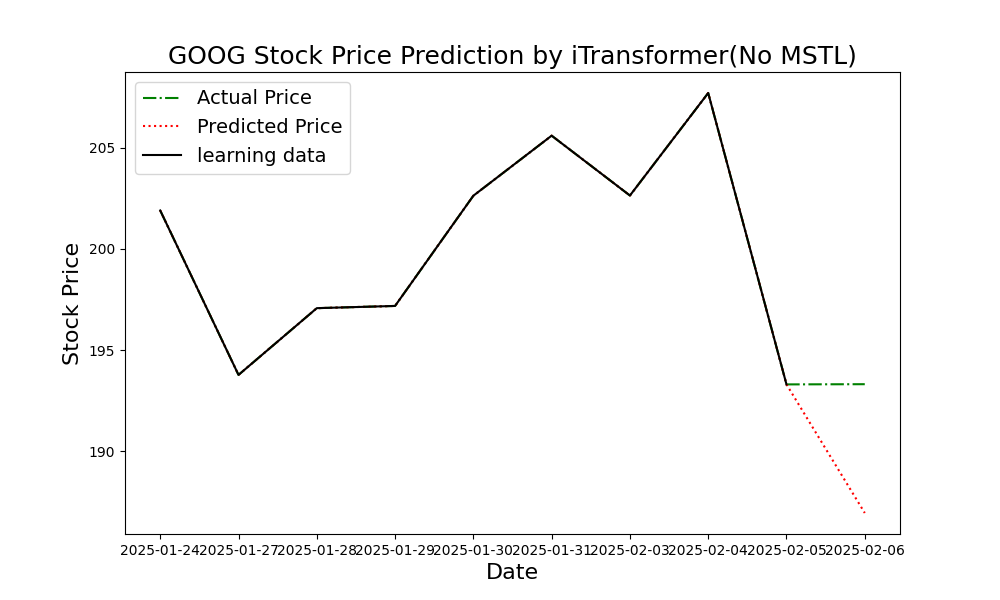 GOOG Stock Price Prediction by iTransformer(No MSTL)
Actual Price
Predicted Price
learning data
Stock Price
205
200
195
190
2025-01-24 2025-01-27 2025-01-28 2025-01-29 2025-01-30 2025-01-31 2025-02-03 2025-02-04 2025-02-05 2025-02-06
Date